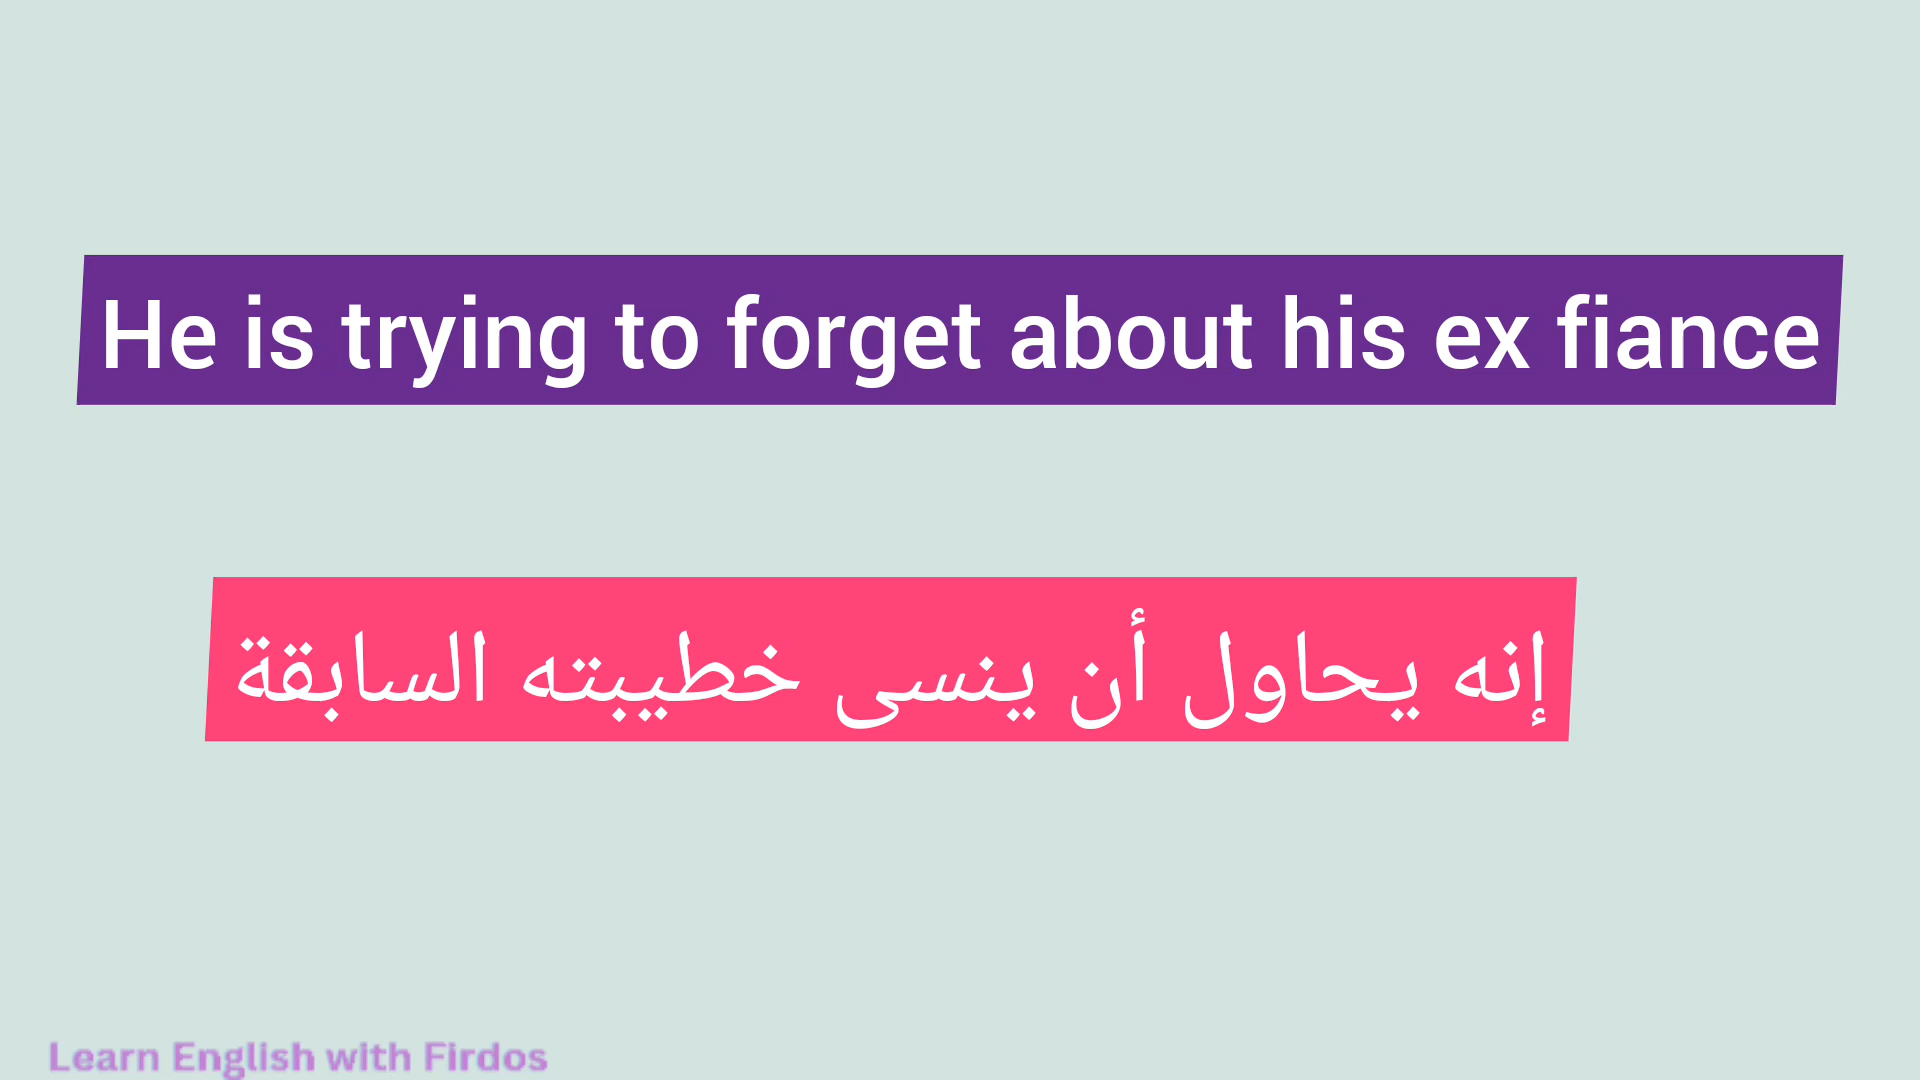 He is trying to forget about his ex fiance
إنه يحاول أن ينسى خطيبته السابقة
Learn English with Firdos